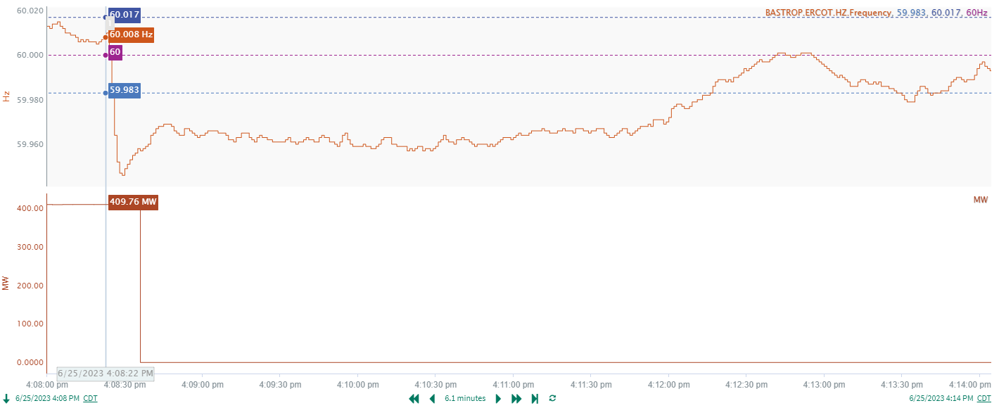 60.020
60.017
BASTROP.ERCOT.HZ.Frequency, 59.983, 60.017, 60Hz
60.008 Hz
60.000
60
Hz
59.983
59.980
59.960
409.76 MW
MW
400.00
300.00
MW
200.00
100.00
0.0000
6/25/2023 4:08:22 PM
4:08:00 pm 4:08:30 pm 4:09:00 pm 4:09:30 pm 4:10:00 pm 4:10:30 pm 4:11:00 pm 4:11:30 pm 4:12:00 pm 4:12:30 pm 4:13:00 pm 4:13:30 pm 4:14:00 pm
6/25/2023 4:08 PM CDT 6.1 minutes 6/25/2023 4:14 PM CDT